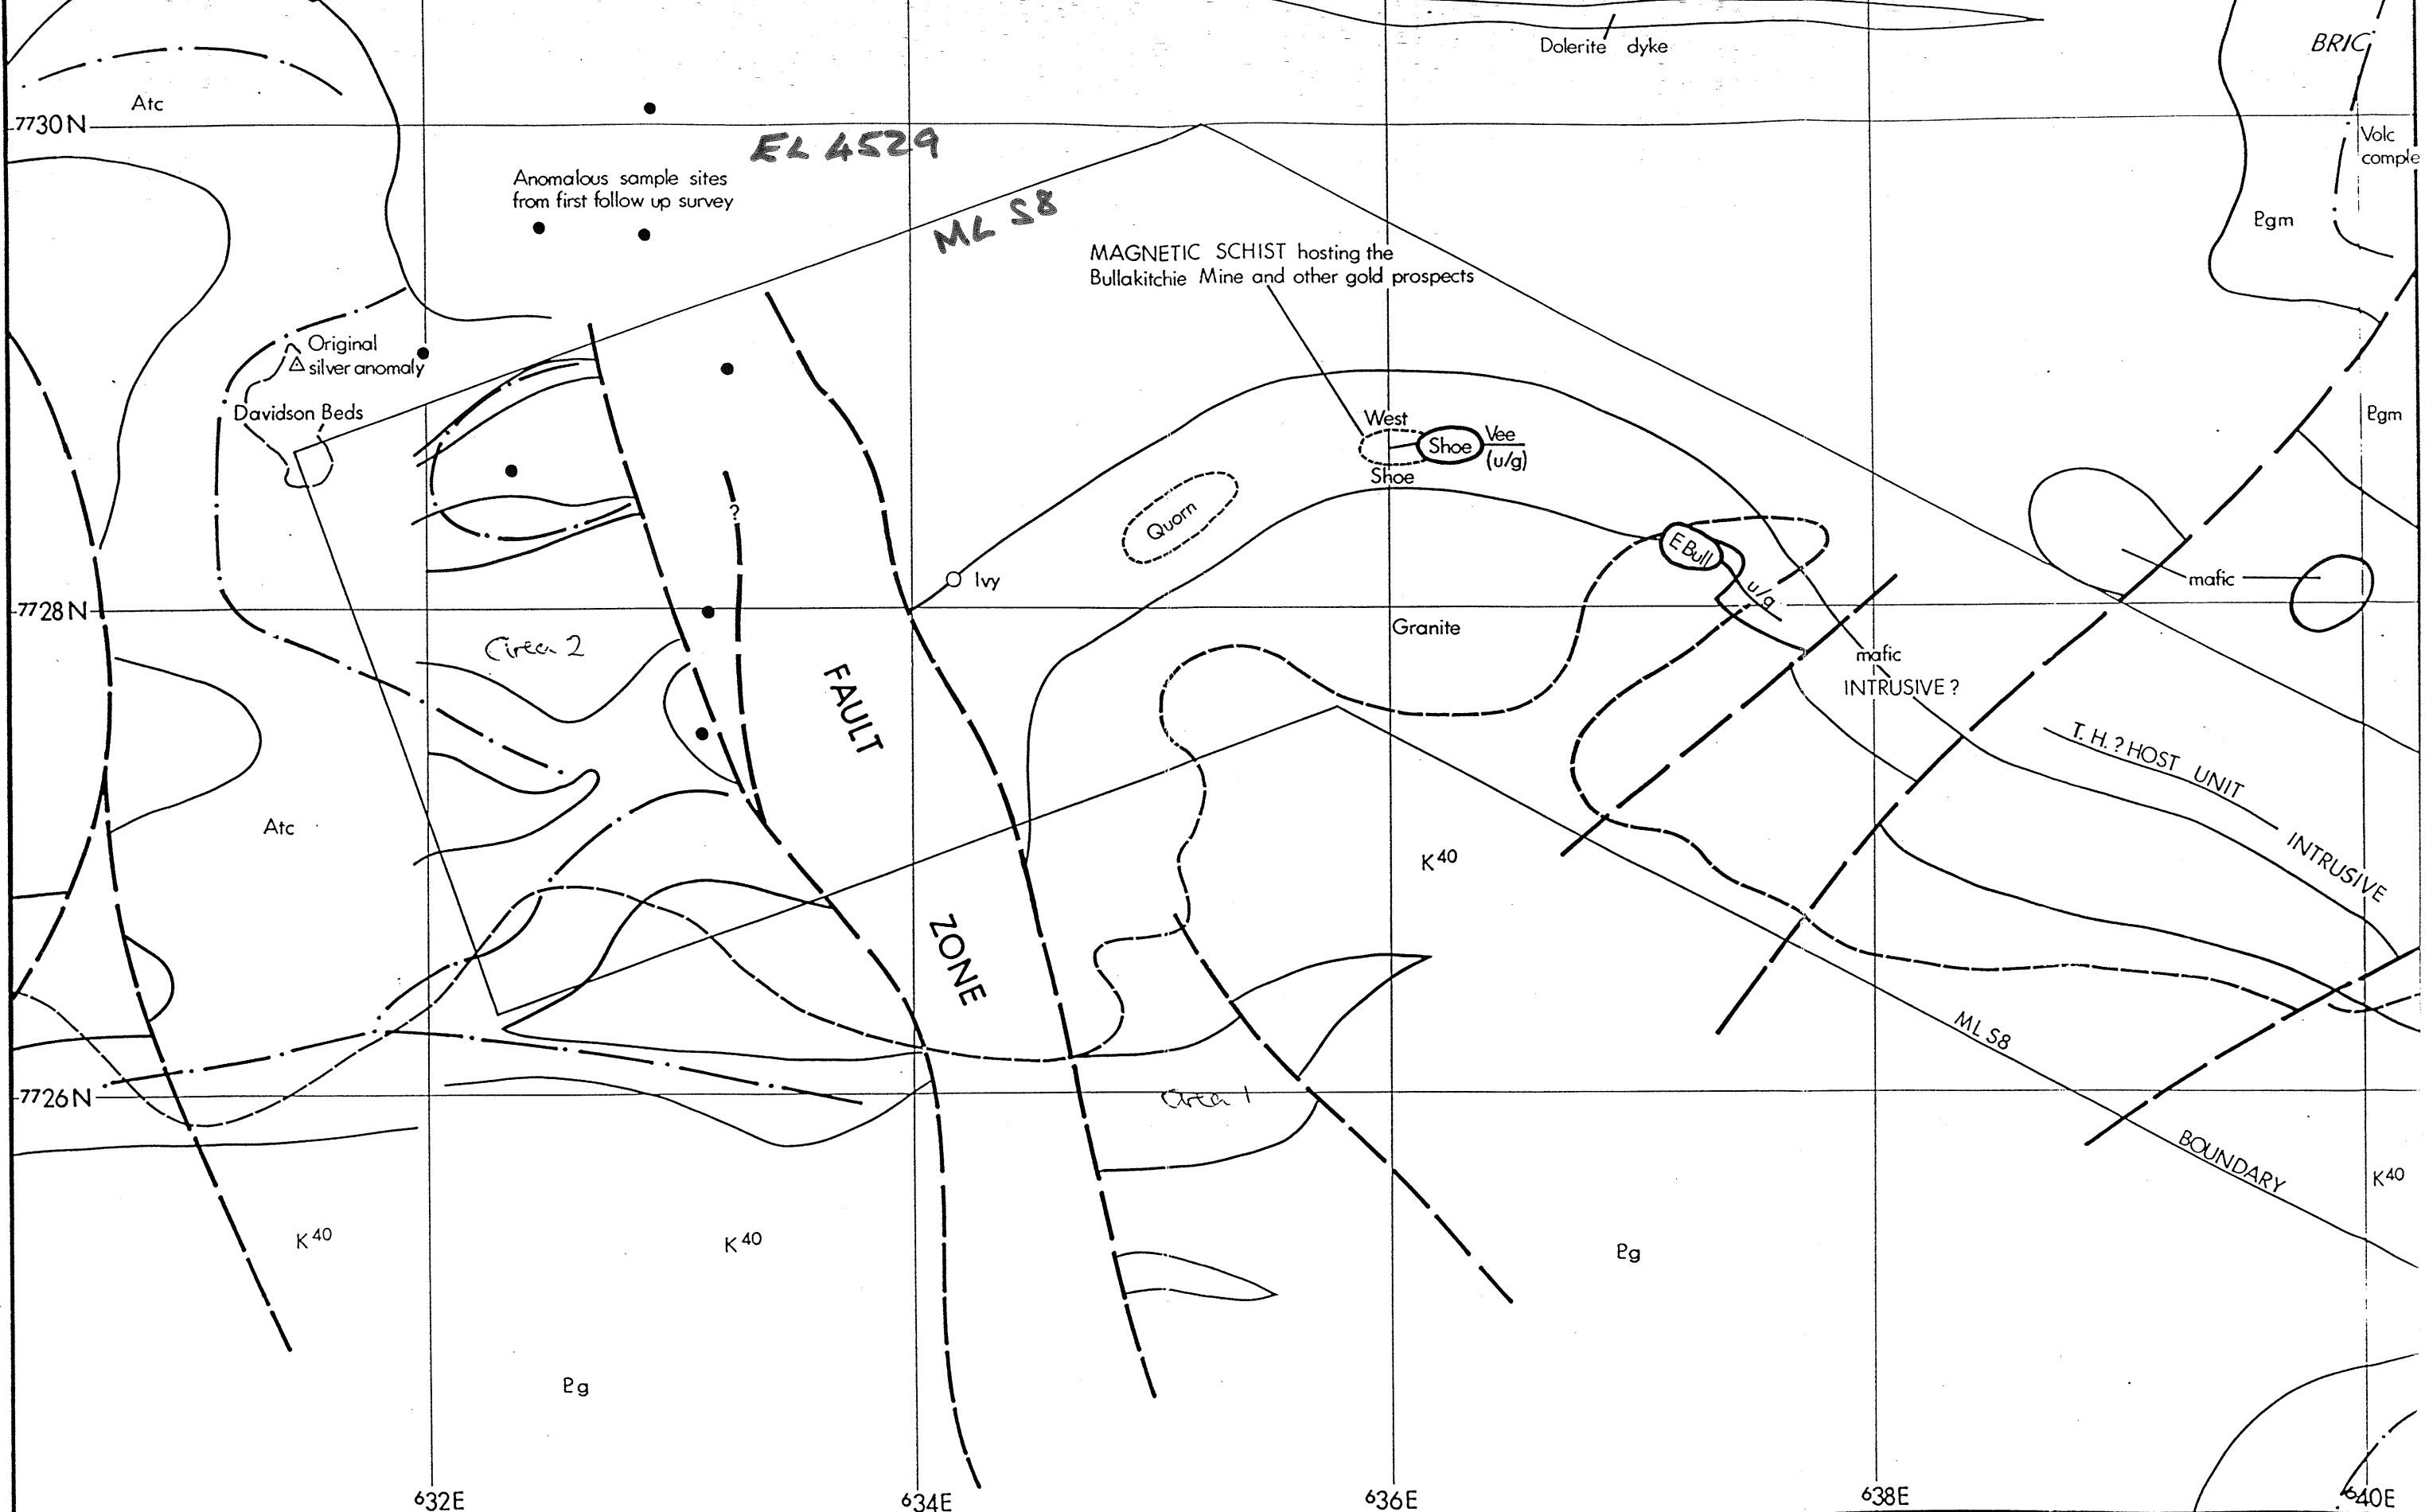 Dolerite dyke
BRIC
Atc
7730N
EL 4529
Volc
comple
Anomalous sample sites
from first follow up survey
ML S8
Pgm
MAGNETIC SCHIST hosting the
Bullakitchie Mine and other gold prospects
Original
silver anomaly
Davidson Beds
West
Shoe
Vee
(u/g)
Shoe
Pgm
Quorn
?
E Bull
Ivy
u/g
mafic
7728N
Granite
Area 2
mafic
INTRUSIVE ?
FAULT
T. H. ? HOST UNIT
Atc
K40
INTRUSIVE
ZONE
ML S8
7726N
Area 1
BOUNDARY
K40
K40
K40
Pg
Pg
632E
634E
636E
638E
640E